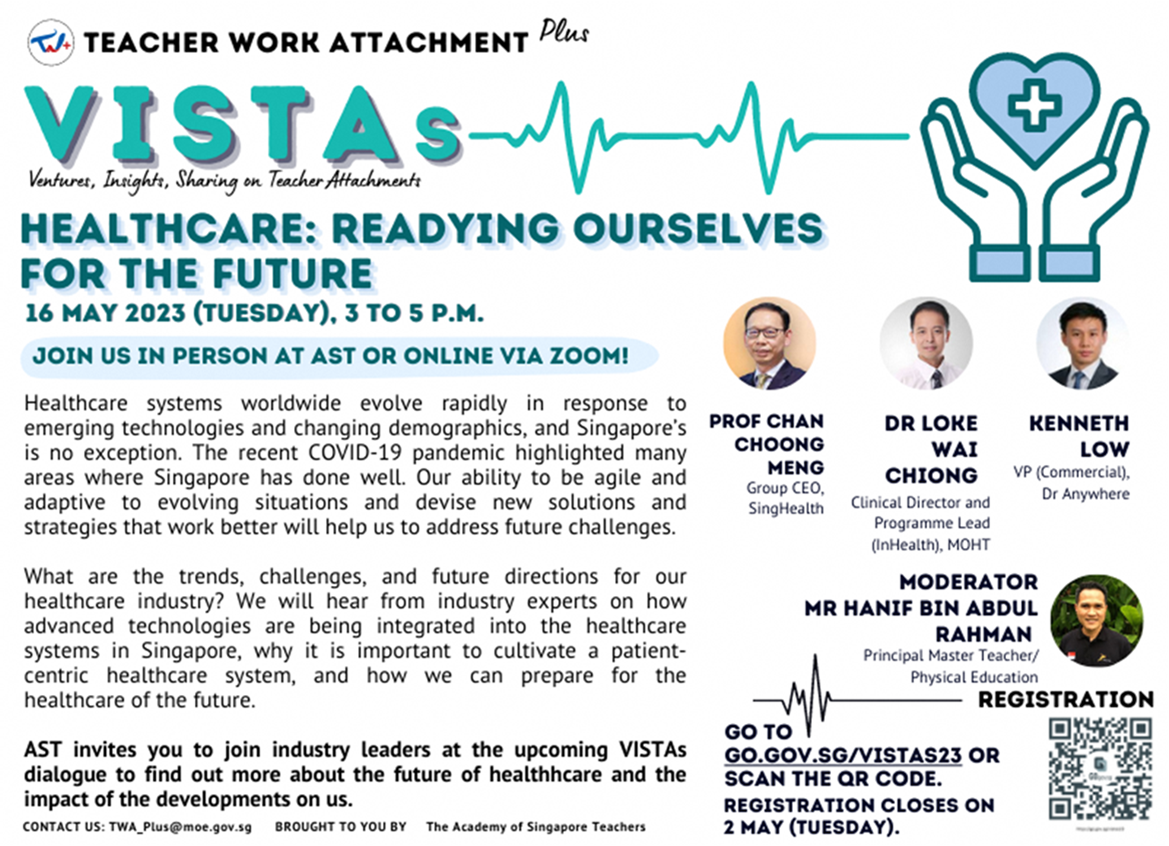 TW+ TEACHER WORK ATTACHMENT Plus
VISTAs
Ventures, Insights, Sharing on Teacher Attachments
HEALTHCARE: READYING OURSELVES
FOR THE FUTURE
16 MAY 2023 (TUESDAY), 3 TO 5 P.M.
JOIN US IN PERSON AT AST OR ONLINE VIA ZOOM!
Healthcare systems worldwide evolve rapidly in response to
emerging technologies and changing demographics, and Singapore's
is no exception. The recent COVID-19 pandemic highlighted many
areas where Singapore has done well. Our ability to be agile and
adaptive to evolving situations and devise new solutions and
strategies that work better will help us to address future challenges.
What are the trends, challenges, and future directions for our
healthcare industry? We will hear from industry experts on how
advanced technologies are being integrated into the healthcare
systems in Singapore, why it is important to cultivate a patient-
centric healthcare system, and how we can prepare for the
healthcare of the future.
AST invites you to join industry leaders at the upcoming VISTAs
dialogue to find out more about the future of healthhcare and the
impact of the developments on us.
CONTACT US: TWA_Plus@moe.gov.sg BROUGHT TO YOU BY The Academy of Singapore Teachers
PROF CHAN
CHOONG
MENG
Group CEO,
SingHealth
DR LOKE
WAI
CHIONG
Clinical Director and
Programme Lead
(InHealth), MOHT
KENNETH
LOW
VP (Commercial),
Dr Anywhere
MODERATOR
MR HANIF BIN ABDUL
RAHMAN
Principal Master Teacher/
Physical Education
REGISTRATION
GO TO
GO.GOV.SG/VISTAS23 OR
SCAN THE QR CODE.
REGISTRATION CLOSES ON
2 MAY (TUESDAY).